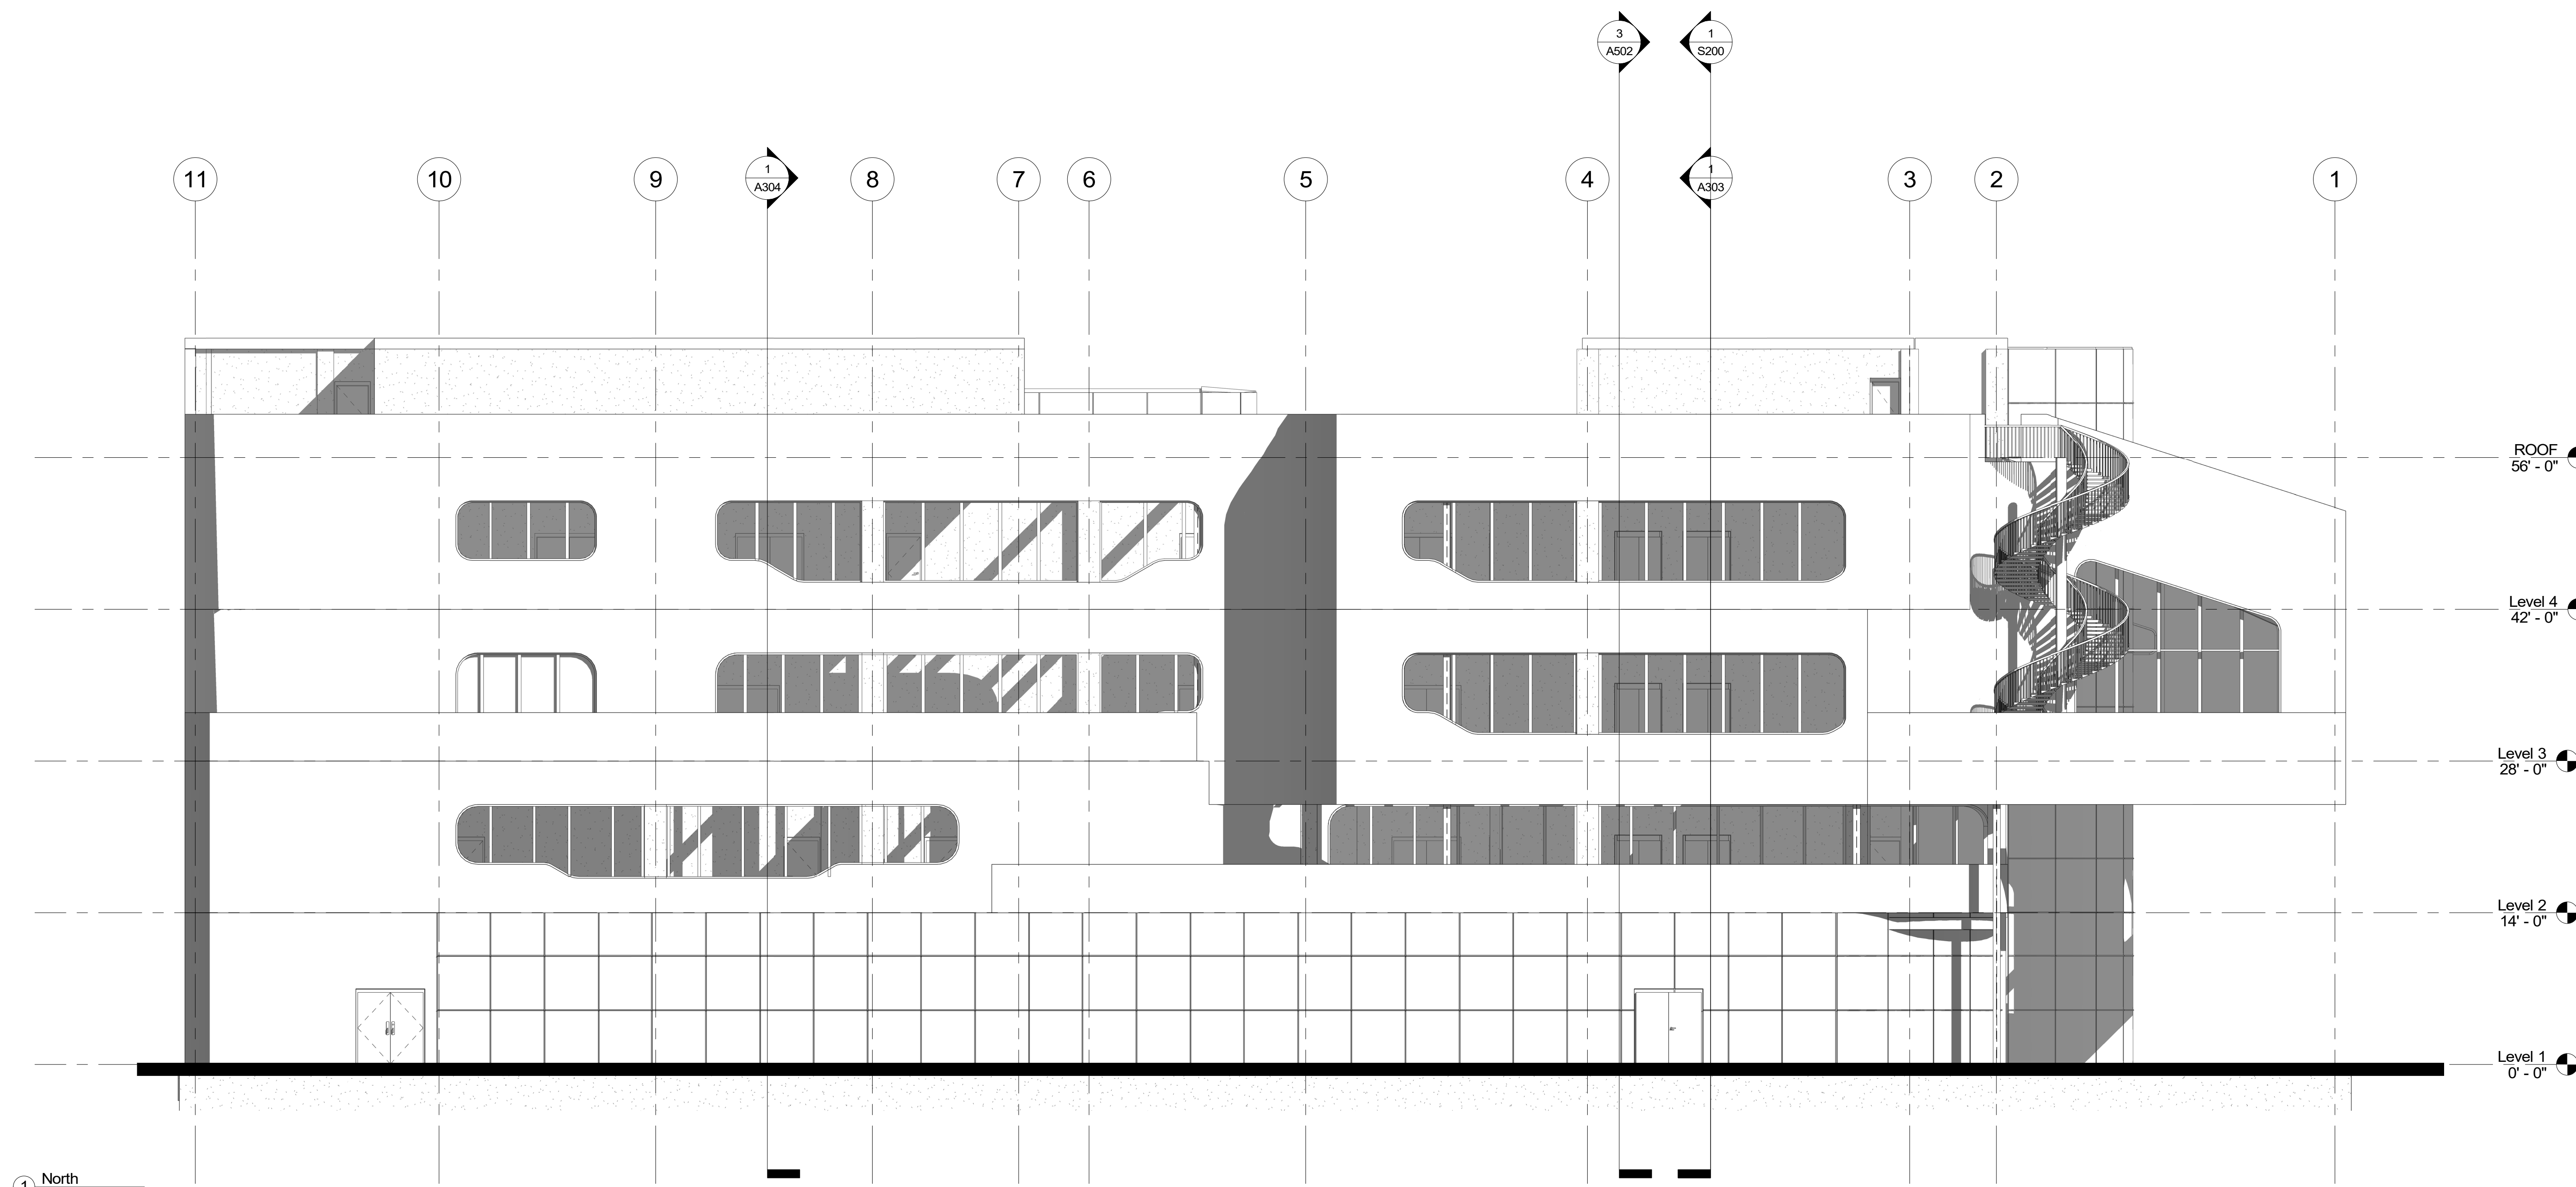 3
A502
1
S200
11
10
9
1
A304
8
7
6
5
4
1
A303
3
2
1
ROOF
56' - 0"
Level 4
42' - 0"
Level 3
28' - 0"
Level 2
14' - 0"
Level 1
0' - 0"
1
North